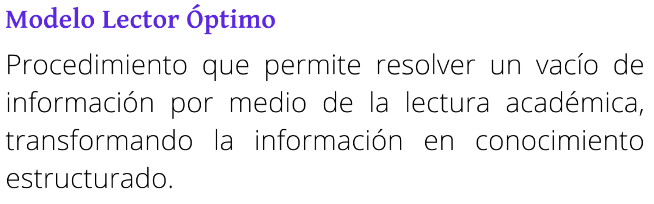 Modelo Lector Óptimo
Procedimiento que permite resolver un vacío de
información por medio de la lectura académica,
transformando la información en conocimiento
estructurado.